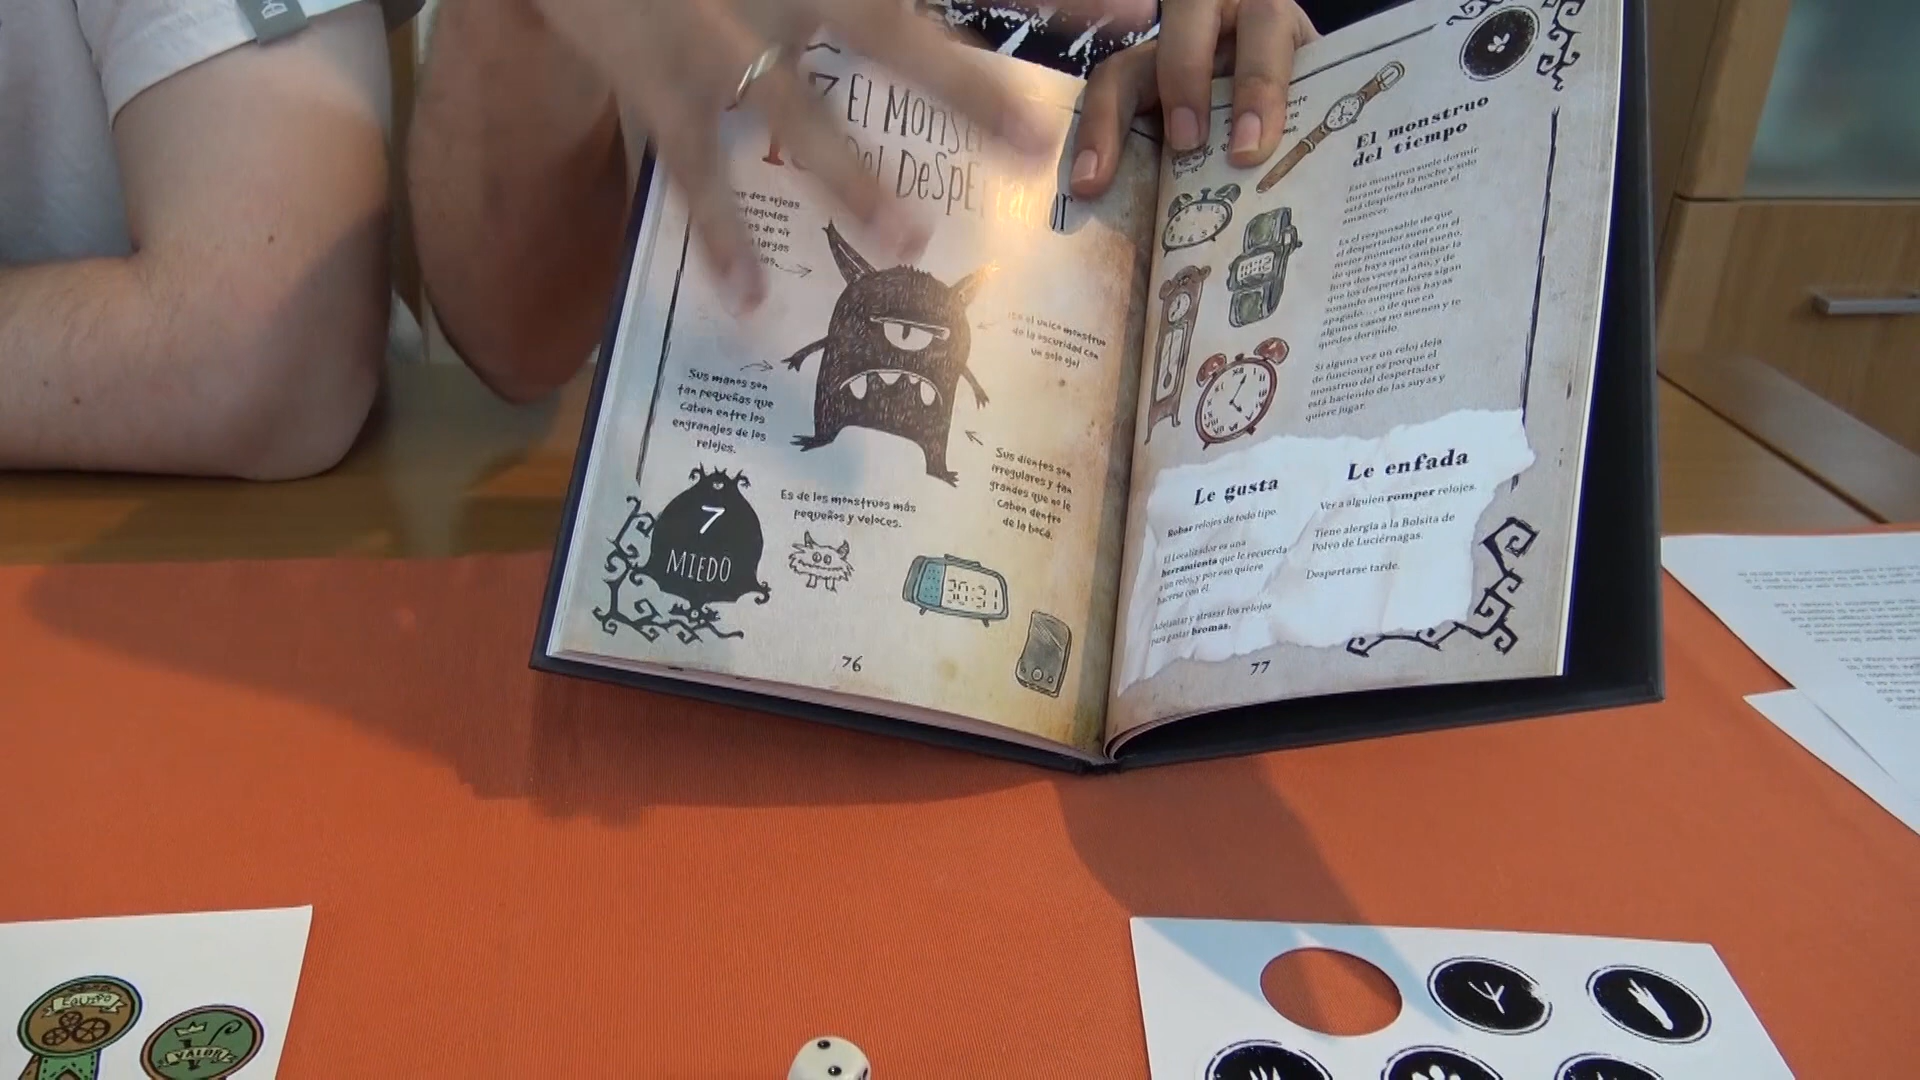 El Mons
Del DeSpE
dos orjeas
de oír
largas
Es el único monstruo
de la oscuridad con
un solo ojo!
Sus manos son
tan pequeñas que
caben entre los
engranajes de los
relojes.
Sus dientes son
irregulares y tan
grandes que no le
caben dentro
de la boca.
Es de los monstruos más
pequeños y veloces.
7
MIEDO
76
El monstruo
del tiempo
Este monstruo suele dormir
durante toda la noche y solo
está despierto durante el
amanecer.
Es el responsable de que
el despertador suene en el
mejor momento del sueño,
de que haya que cambiar la
hora dos veces al año, y de
que los despertadores sigan
sonando aunque los hayas
apagado..., o de que en
algunos casos no suenen y te
quedes dormido.
Si alguna vez un reloj deja
de funcionar es porque el
monstruo del despertador
está haciendo de las suyas y
quiere jugar.
Le gusta
Robar relojes de todo tipo.
El Localizador es una
herramienta que le recuerda
a un reloj, y por eso quiere
hacerse con él.
Adelantar y atrasar los relojes
para gastar bromas.
Le enfada
Ver a alguien romper relojes.
Tiene alergia a la Bolsita de
Polvo de Luciérnagas.
Despertarse tarde.
77
EQUIPO
VALOR